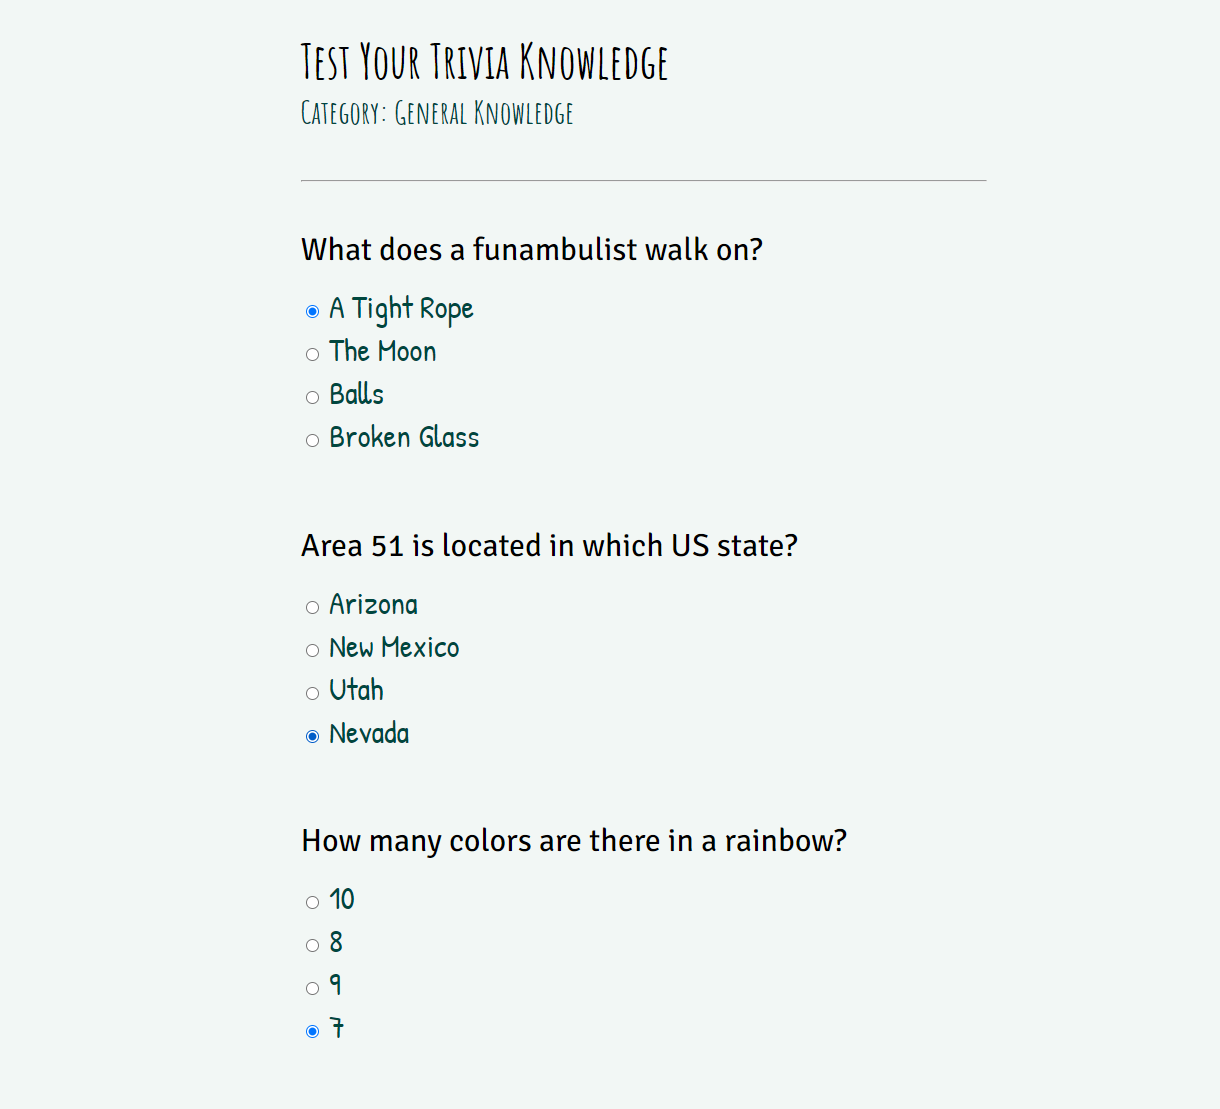 Test Your Trivia Knowledge
Category: General Knowledge
What does a funambulist walk on?
A Tight Rope
The Moon
Balls
Broken Glass
Area 51 is located in which US state?
Arizona
New Mexico
Utah
Nevada
How many colors are there in a rainbow?
10
8
9
7